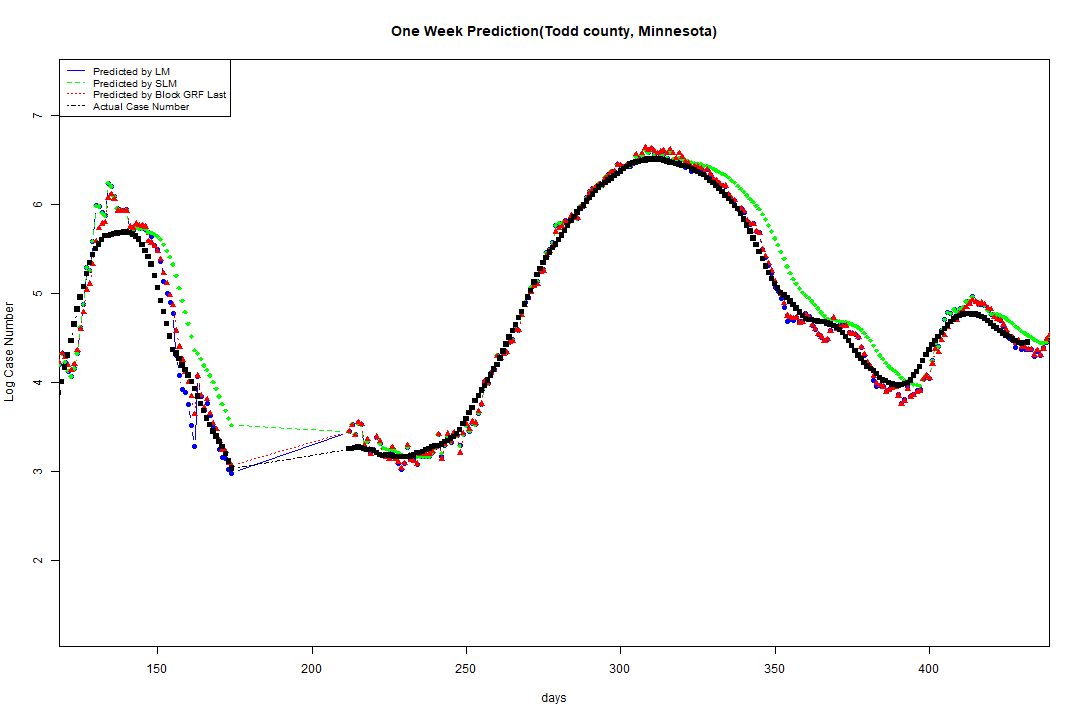 One Week Prediction(Todd county, Minnesota)
Predicted by LM
Predicted by SLM
Predicted by Block GRF Last
Actual Case Number
7
6
5
4
3
2
Log Case Number
150 200 250 300 350 400
days